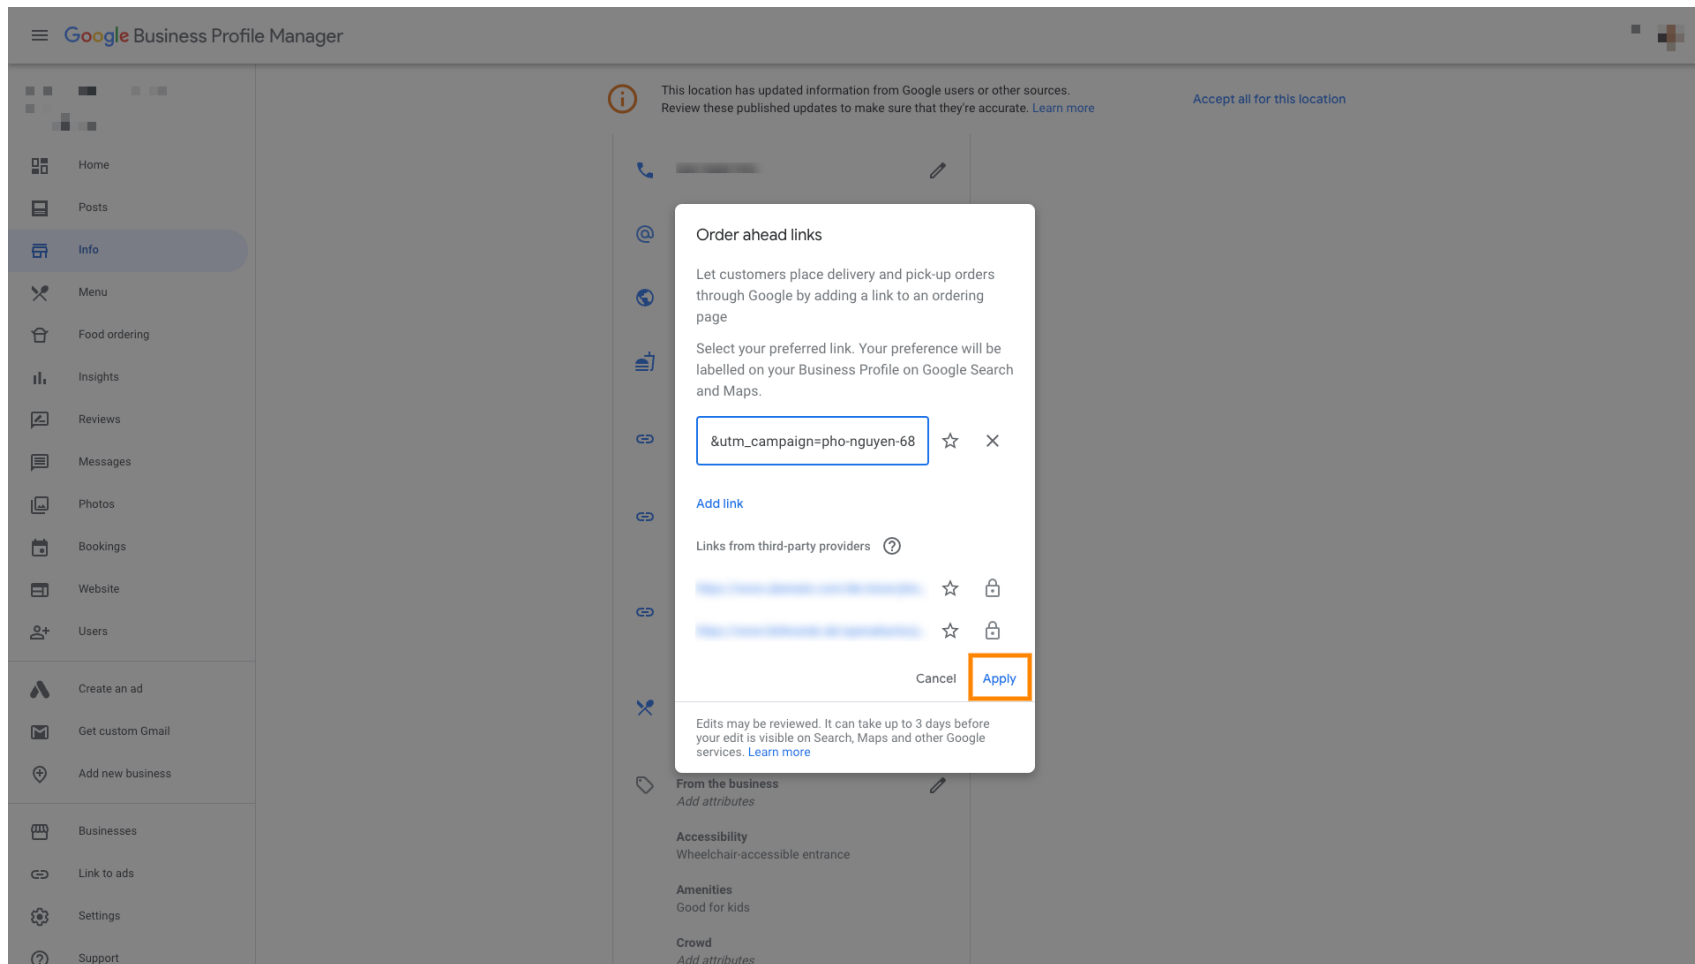 Google Business Profile Manager
This location has updated information from Google users or other sources.
Review these published updates to make sure that they're accurate. Learn more
Accept all for this location
Home
Posts
Info
Menu
Food ordering
Insights
Reviews
Messages
Photos
Bookings
Website
Users
Create an ad
Get custom Gmail
Add new business
Businesses
Link to ads
Settings
Support
Order ahead links
Let customers place delivery and pick-up orders
through Google by adding a link to an ordering
page
Select your preferred link. Your preference will be
labelled on your Business Profile on Google Search
and Maps.
&utm_campaign=pho-nguyen-68
Add link
Links from third-party providers
Cancel
Apply
Edits may be reviewed. It can take up to 3 days before
your edit is visible on Search, Maps and other Google
services. Learn more
From the business
Add attributes
Accessibility
Wheelchair-accessible entrance
Amenities
Good for kids
Crowd
Add attributes